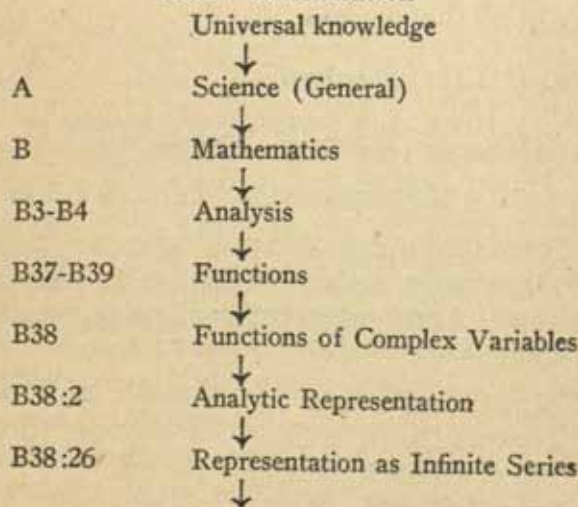 Universal knowledge
A Science (General)
B Mathematics
B3-B4 Analysis
B37-B39 Functions
B38 Functions of Complex Variables
B38:2 Analytic Representation
B38:26 Representation as Infinite Series